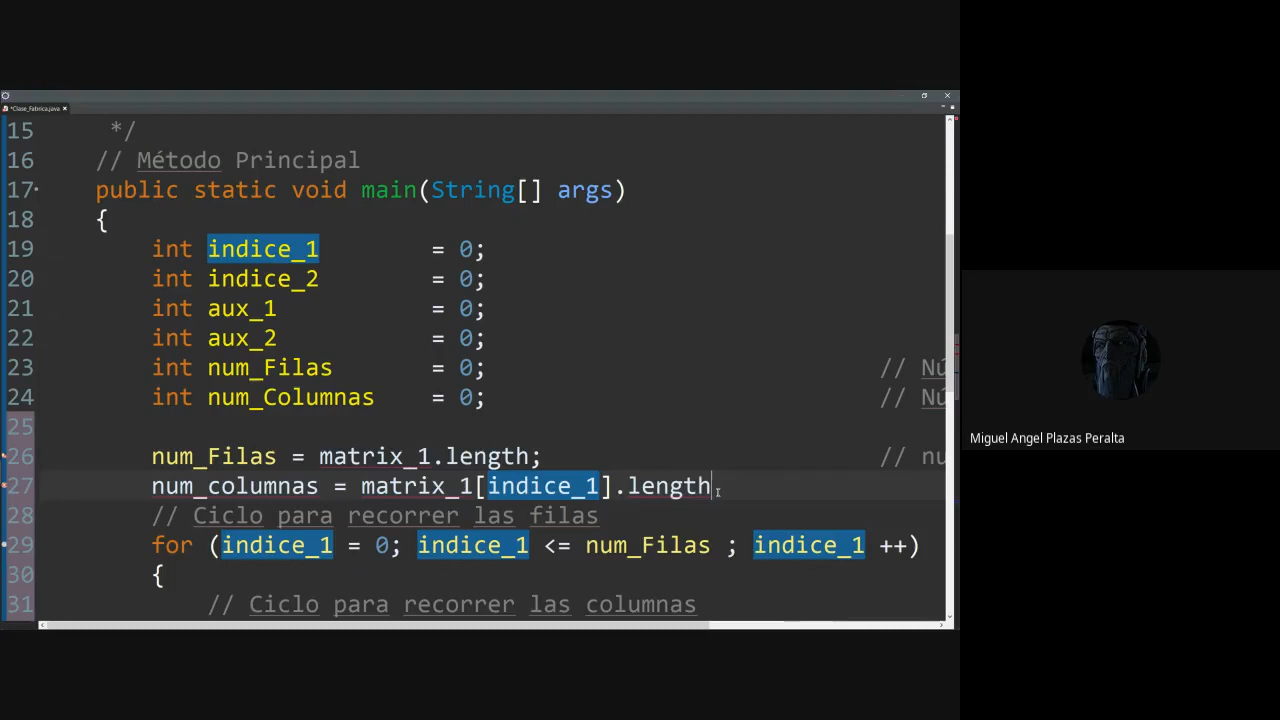 *Clase_Fabrica.java
15 */
16 // Método Principal
17 public static void main(String[] args)
18 {
19 int indice_1 = 0;
20 int indice_2 = 0;
21 int aux_1 = 0;
22 int aux_2 = 0;
23 int num_Filas = 0; // Nú
24 int num_Columnas = 0; // Nú
25
26 num_Filas = matrix_1.length; // nu
27 num_columnas = matrix_1[indice_1].length
28 // Ciclo para recorrer las filas
29 for (indice_1 = 0; indice_1 <= num_Filas ; indice_1 ++)
30 {
31 // Ciclo para recorrer las columnas
Miguel Angel Plazas Peralta